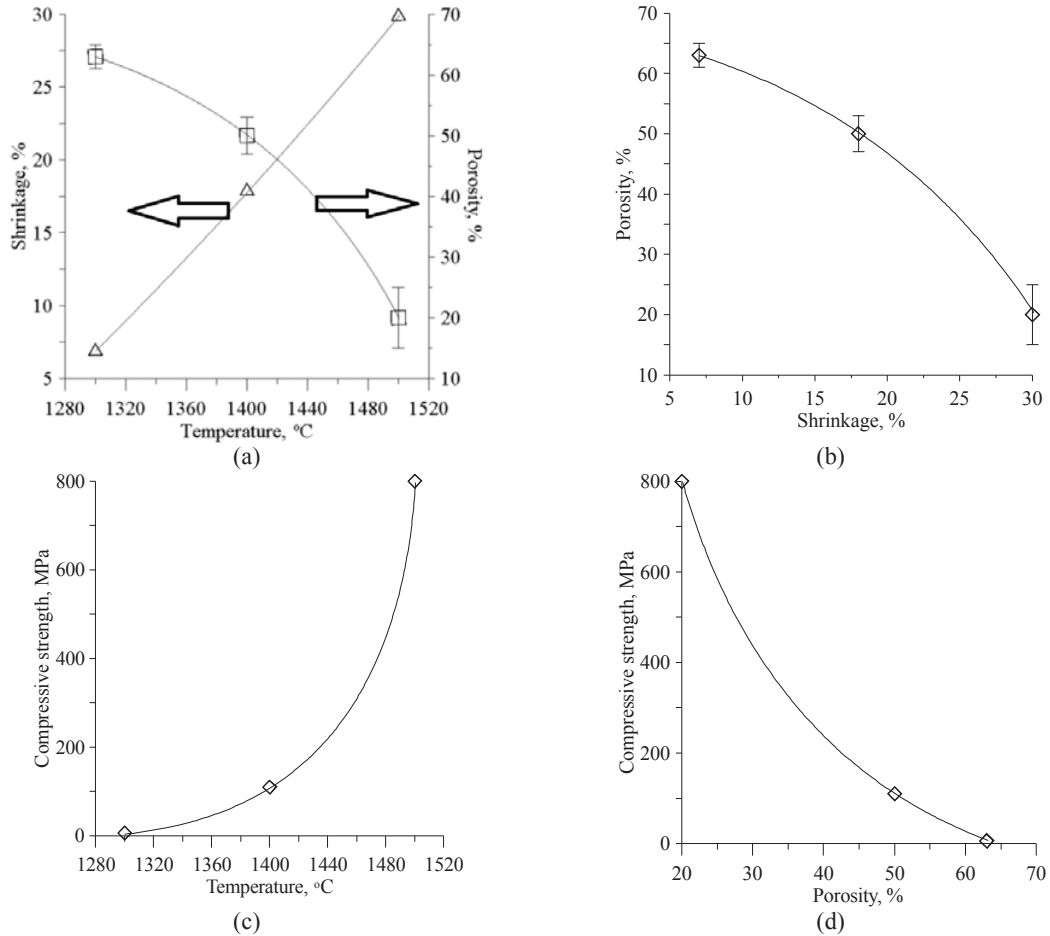 30
25
20
15
10
5
Shrinkage, %
70
60
50
40
30
20
10
Porosity, %
1280 1320 1360 1400 1440 1480 1520
Temperature, °C
(a)
70
60
50
40
30
20
10
Porosity, %
5 10 15 20 25 30
Shrinkage, %
(b)
800
600
400
200
0
Compressive strength, MPa
1280 1320 1360 1400 1440 1480 1520
Temperature, °C
(c)
800
600
400
200
0
Compressive strength, MPa
20 30 40 50 60 70
Porosity, %
(d)